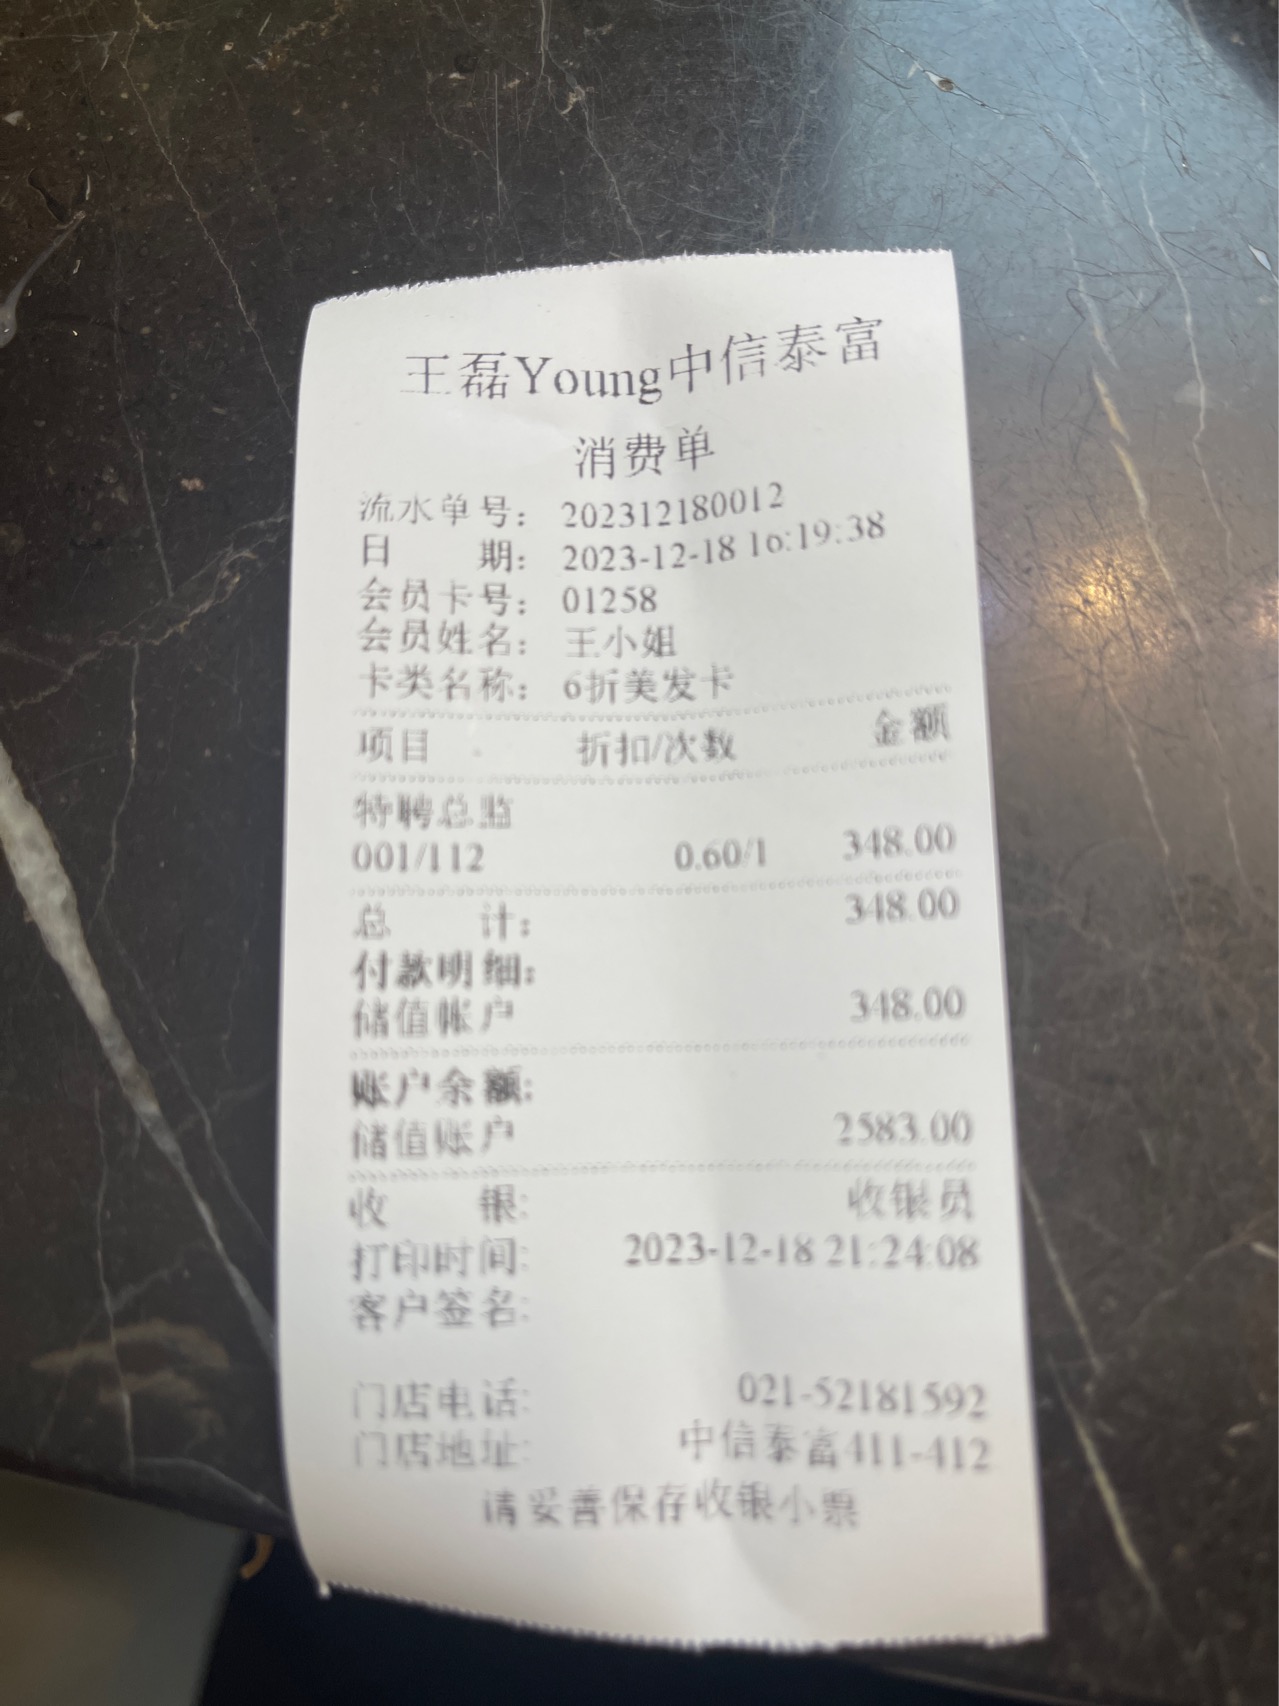 王磊Young中信泰富
消费单
流水单号： 202312180012
日 期： 2023-12-18 16:19:38
会员卡号： 01258
会员姓名： 王小姐
卡类名称： 6折美发卡
项目 折扣/次数 金额
特聘总监
001/112 0.60/1 348.00
总 计： 348.00
付款明细：
储值帐户 348.00
账户余额：
储值账户 2583.00
收 银： 收银员
打印时间： 2023-12-18 21:24:08
客户签名：
门店电话： 021-52181592
门店地址： 中信泰富411-412
请妥善保存收银小票